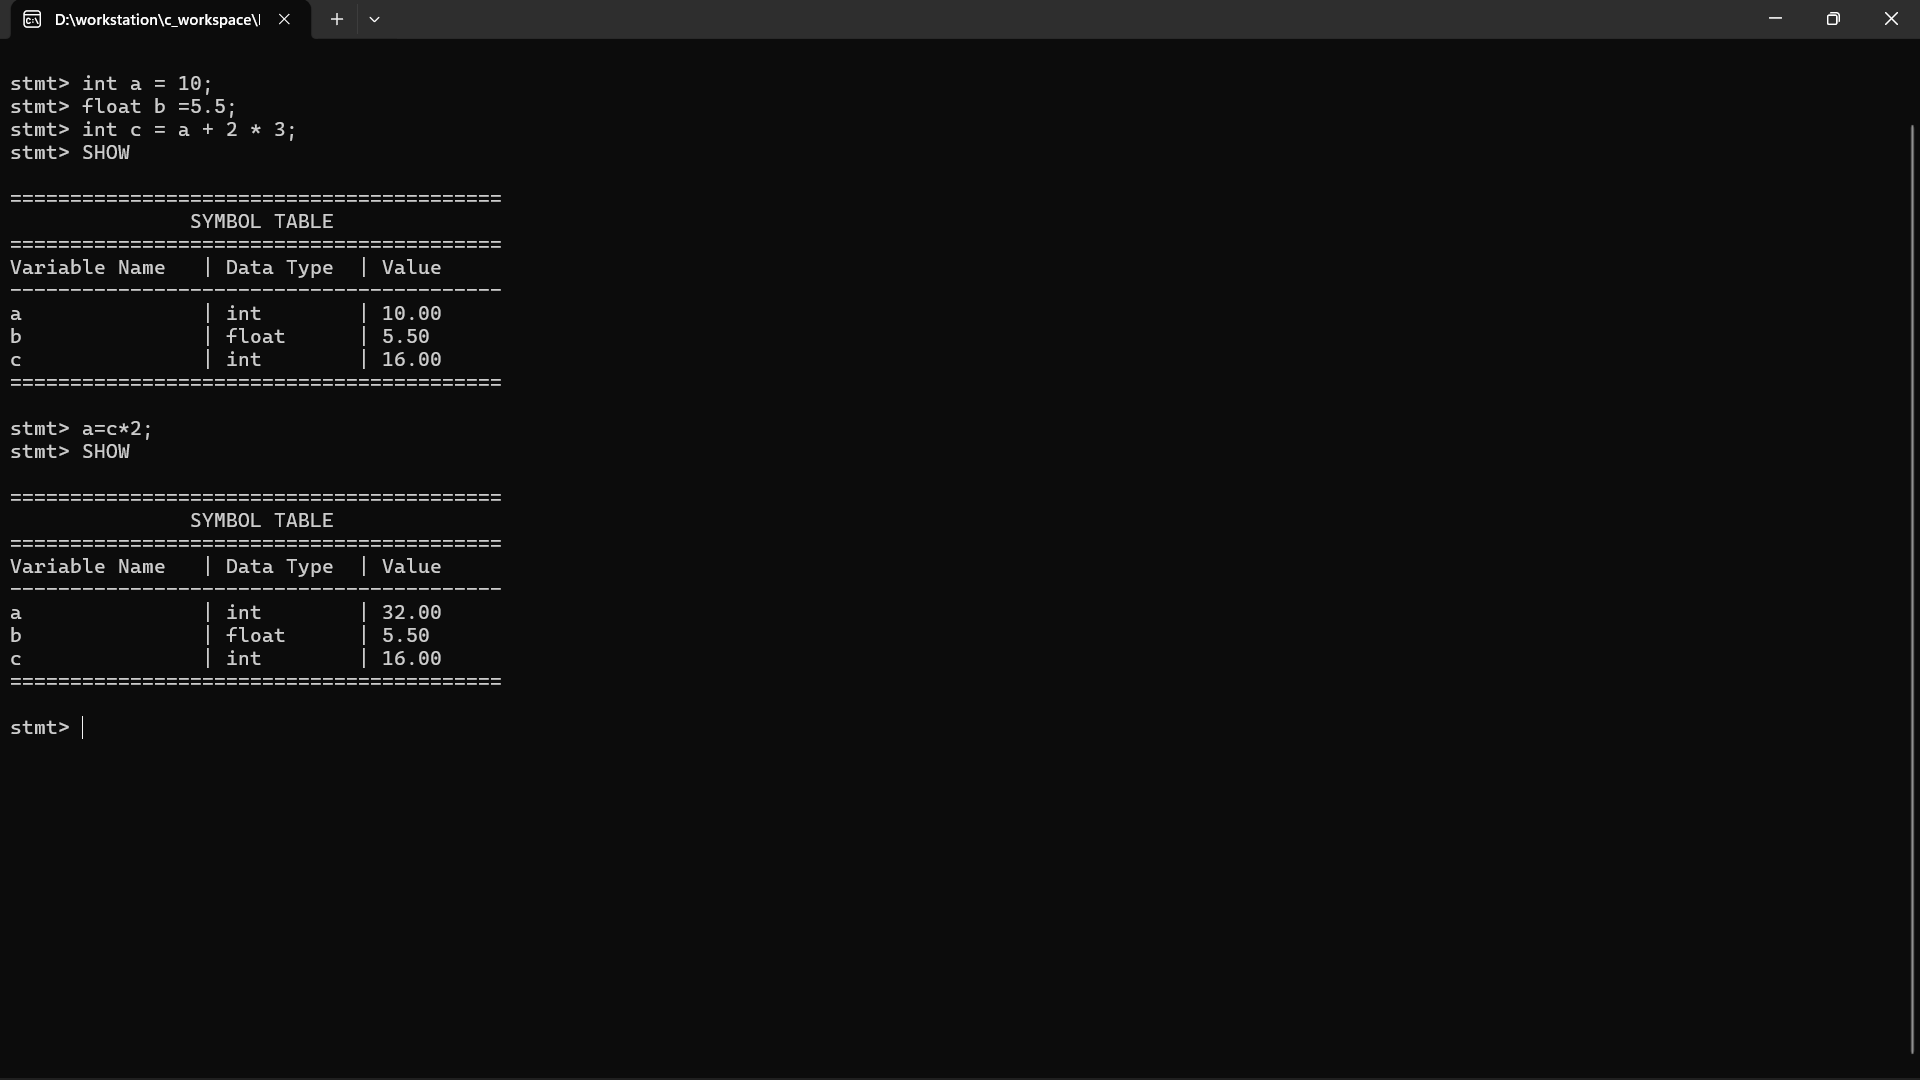 D:\workstation\c_workspace\
stmt> int a = 10;
stmt> float b =5.5;
stmt> int c = a + 2 * 3;
stmt> SHOW
=========================================
               SYMBOL TABLE
=========================================
Variable Name   | Data Type  | Value
-----------------------------------------
a               | int        | 10.00
b               | float      | 5.50
c               | int        | 16.00
=========================================
stmt> a=c*2;
stmt> SHOW
=========================================
               SYMBOL TABLE
=========================================
Variable Name   | Data Type  | Value
-----------------------------------------
a               | int        | 32.00
b               | float      | 5.50
c               | int        | 16.00
=========================================
stmt>